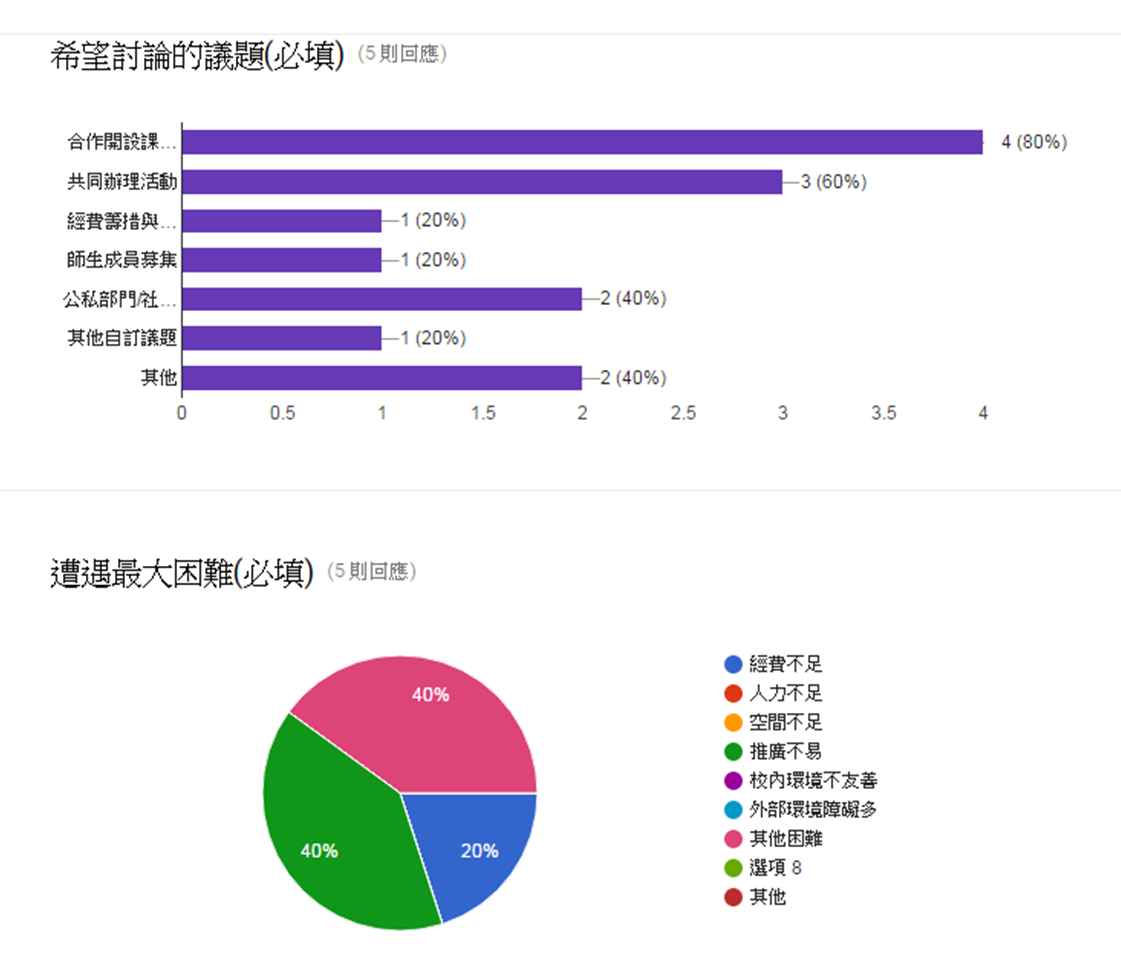 希望討論的議題(必填) (5 則回應)
合作開設課... 4 (80%)
共同辦理活動 3 (60%)
經費籌措與... 1 (20%)
師生成員募集 1 (20%)
公私部門/社... 2 (40%)
其他自訂議題 1 (20%)
其他 2 (40%)
0 0.5 1 1.5 2 2.5 3 3.5 4
遭遇最大困難(必填) (5 則回應)
40%
40%
20%
經費不足
人力不足
空間不足
推廣不易
校內環境不友善
外部環境障礙多
其他困難
選項 8
其他